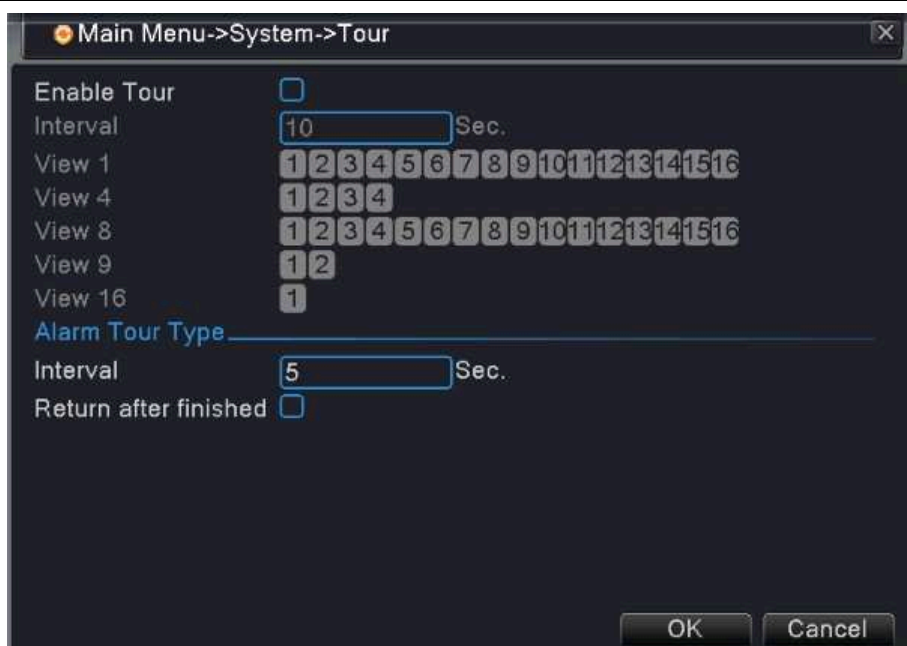 Main Menu->System->Tour
Enable Tour
Interval 10 Sec.
View 1 1 2 3 4 5 6 7 8 9 10 11 12 13 14 15 16
View 4 1 2 3 4
View 8 1 2 3 4 5 6 7 8 9 10 11 12 13 14 15 16
View 9 1 2
View 16 1
Alarm Tour Type
Interval 5 Sec.
Return after finished
OK Cancel